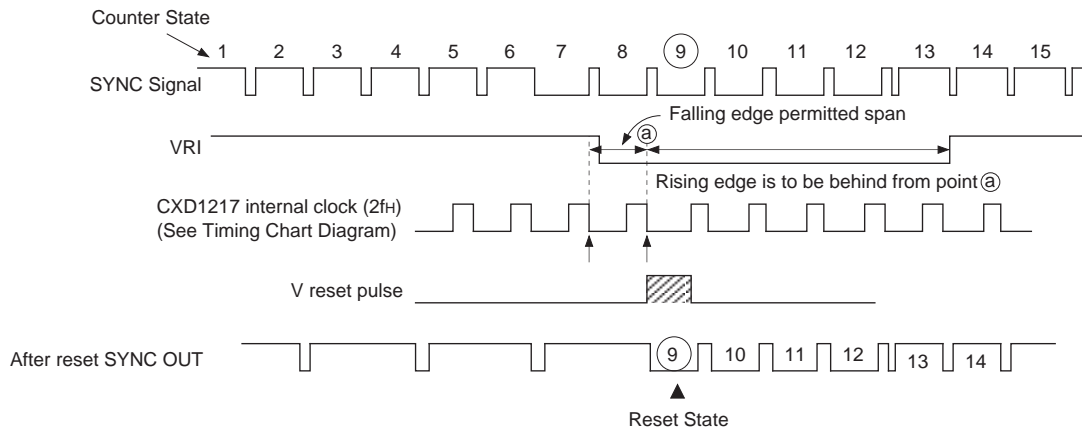 Counter State
1 2 3 4 5 6 7 8 9 10 11 12 13 14 15
SYNC Signal
Falling edge permitted span
VRI
a
Rising edge is to be behind from point a
CXD1217 internal clock (2fH)
(See Timing Chart Diagram)
V reset pulse
After reset SYNC OUT
9 10 11 12 13 14
Reset State